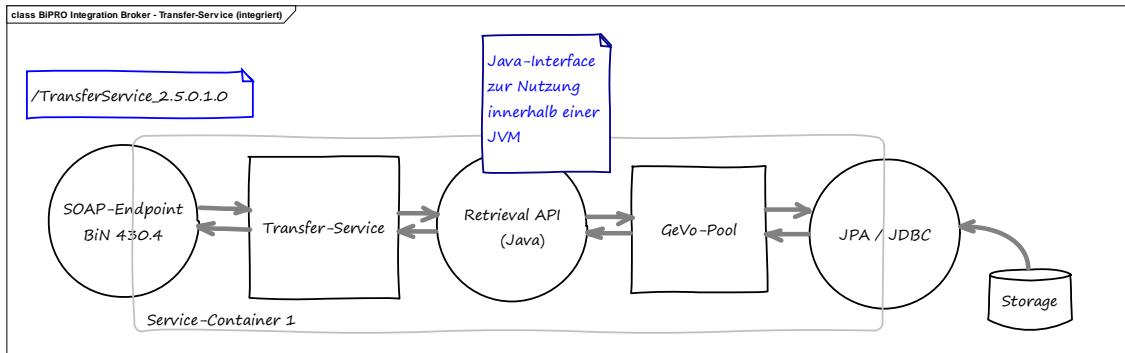 class BiPRO Integration Broker - Transfer-Service (integriert)
/TransferService_2.5.0.1.0
Java-Interface
zur Nutzung
innerhalb einer
JVM
SOAP-Endpoint
BiN 430.4
Transfer-Service
Retrieval API
(Java)
GeVo-Pool
JPA / JDBC
Storage
Service-Container 1